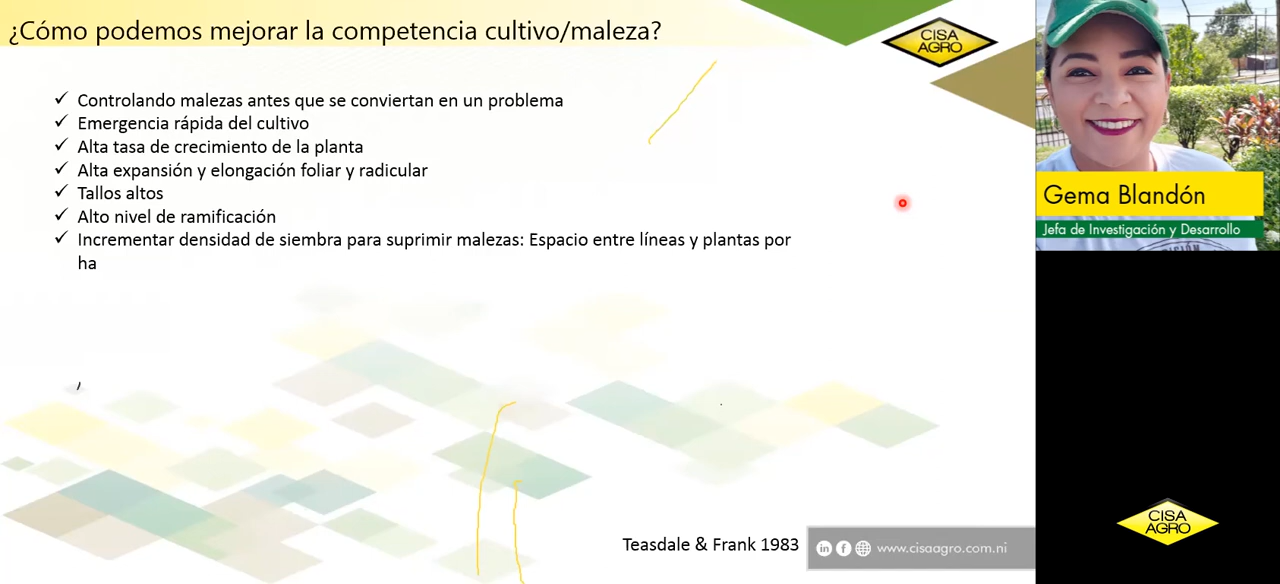 ¿Cómo podemos mejorar la competencia cultivo/maleza?
CISA
AGRO
✓ Controlando malezas antes que se conviertan en un problema
✓ Emergencia rápida del cultivo
✓ Alta tasa de crecimiento de la planta
✓ Alta expansión y elongación foliar y radicular
✓ Tallos altos
✓ Alto nivel de ramificación
✓ Incrementar densidad de siembra para suprimir malezas: Espacio entre líneas y plantas por
ha
Teasdale & Frank 1983
www.cisaagro.com.ni
Gema Blandón
Jefa de Investigación y Desarrollo
CISA
AGRO